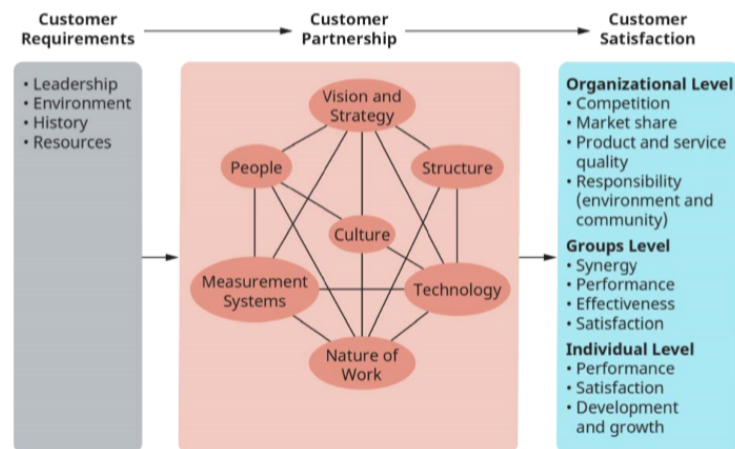 Customer
Requirements
Customer
Partnership
Customer
Satisfaction
• Leadership
• Environment
• History
• Resources
Vision and
Strategy
People
Structure
Culture
Measurement
Systems
Technology
Nature of
Work
Organizational Level
• Competition
• Market share
• Product and service
quality
• Responsibility
(environment and
community)
Groups Level
• Synergy
• Performance
• Effectiveness
• Satisfaction
Individual Level
• Performance
• Satisfaction
• Development
and growth